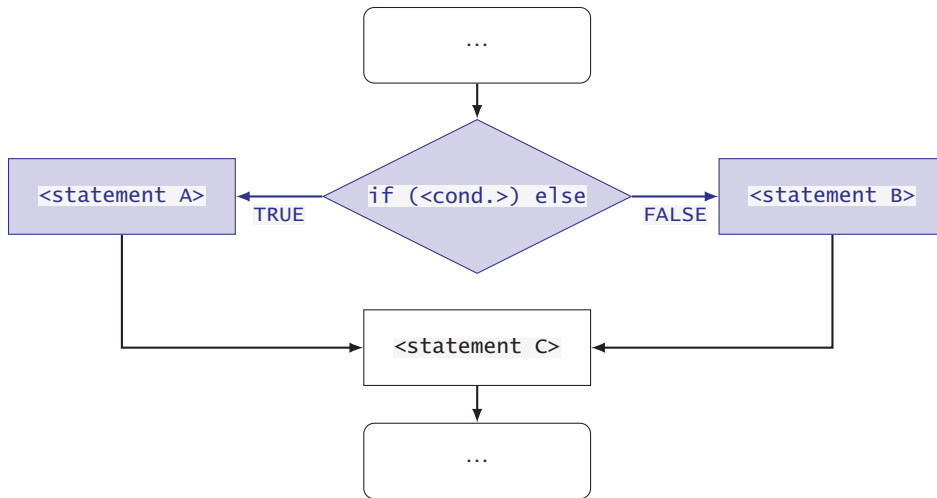 ...
<statement A>
if (<cond.>) else
<statement B>
TRUE
FALSE
<statement C>
...